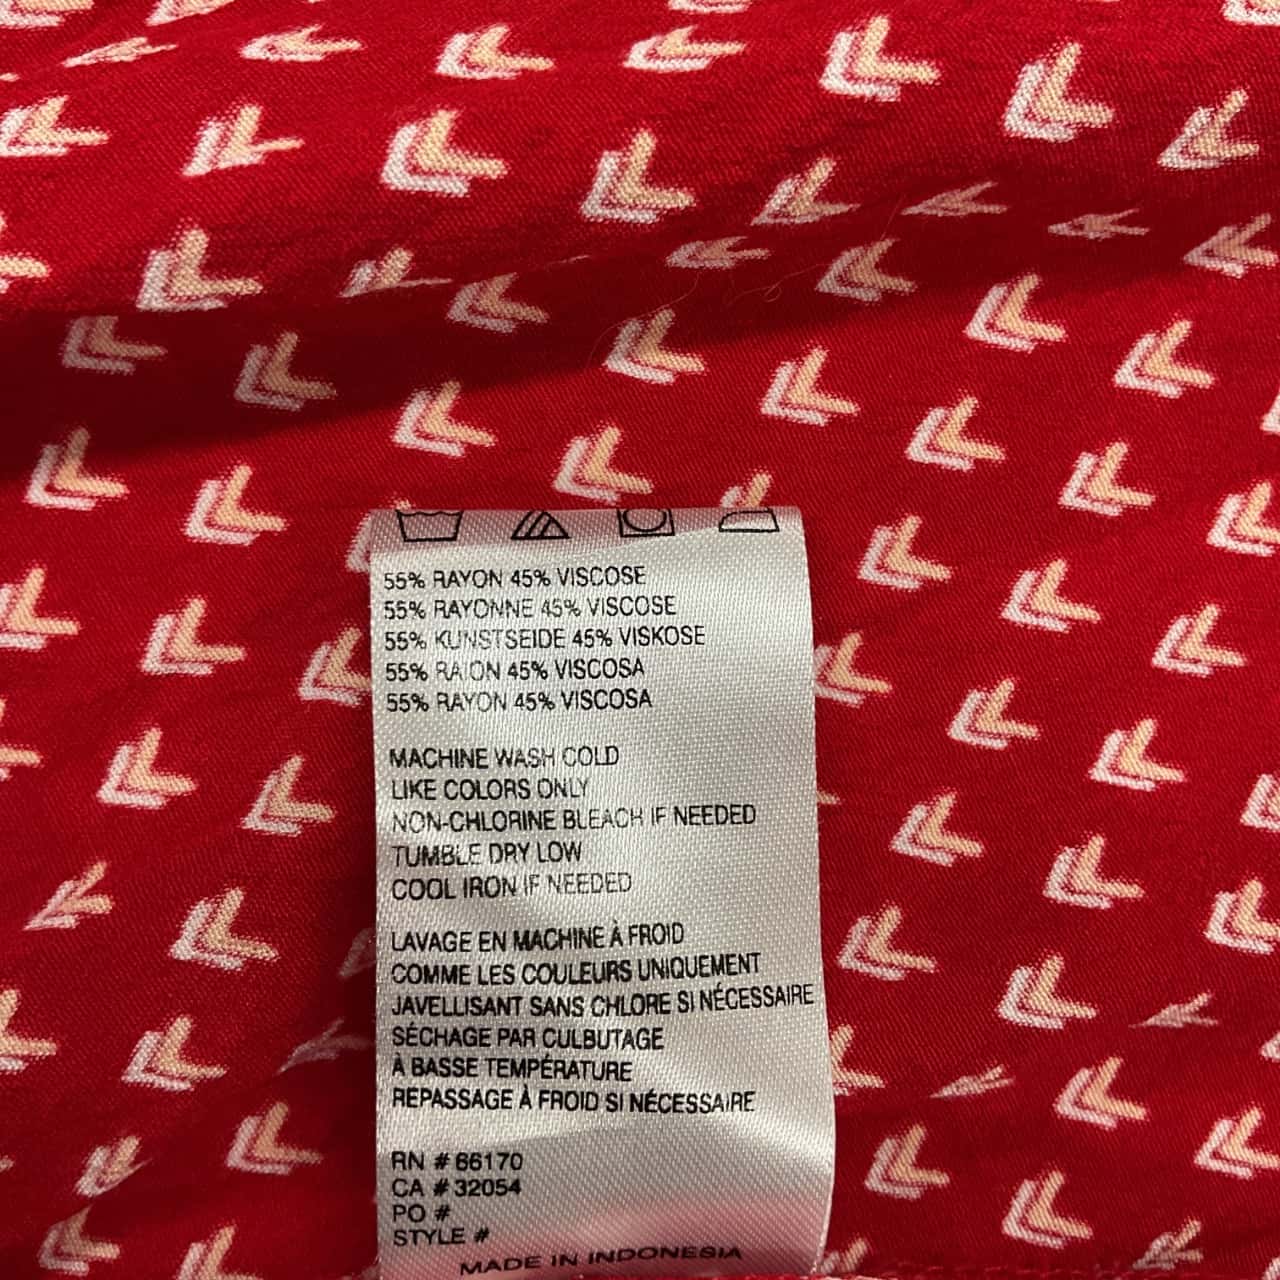 55% RAYON 45% VISCOSE
55% RAYONNE 45% VISCOSE
55% KUNSTSEIDE 45% VISKOSE
55% RAION 45% VISCOSA
55% RAYON 45% VISCOSA
MACHINE WASH COLD
LIKE COLORS ONLY
NON-CHLORINE BLEACH IF NEEDED
TUMBLE DRY LOW
COOL IRON IF NEEDED
LAVAGE EN MACHINE À FROID
COMME LES COULEURS UNIQUEMENT
JAVELLISANT SANS CHLORE SI NÉCESSAIRE
SÉCHAGE PAR CULBUTAGE
À BASSE TEMPÉRATURE
REPASSAGE À FROID SI NÉCESSAIRE
RN # 66170
CA # 32054
PO #
STYLE #
MADE IN INDONESIA